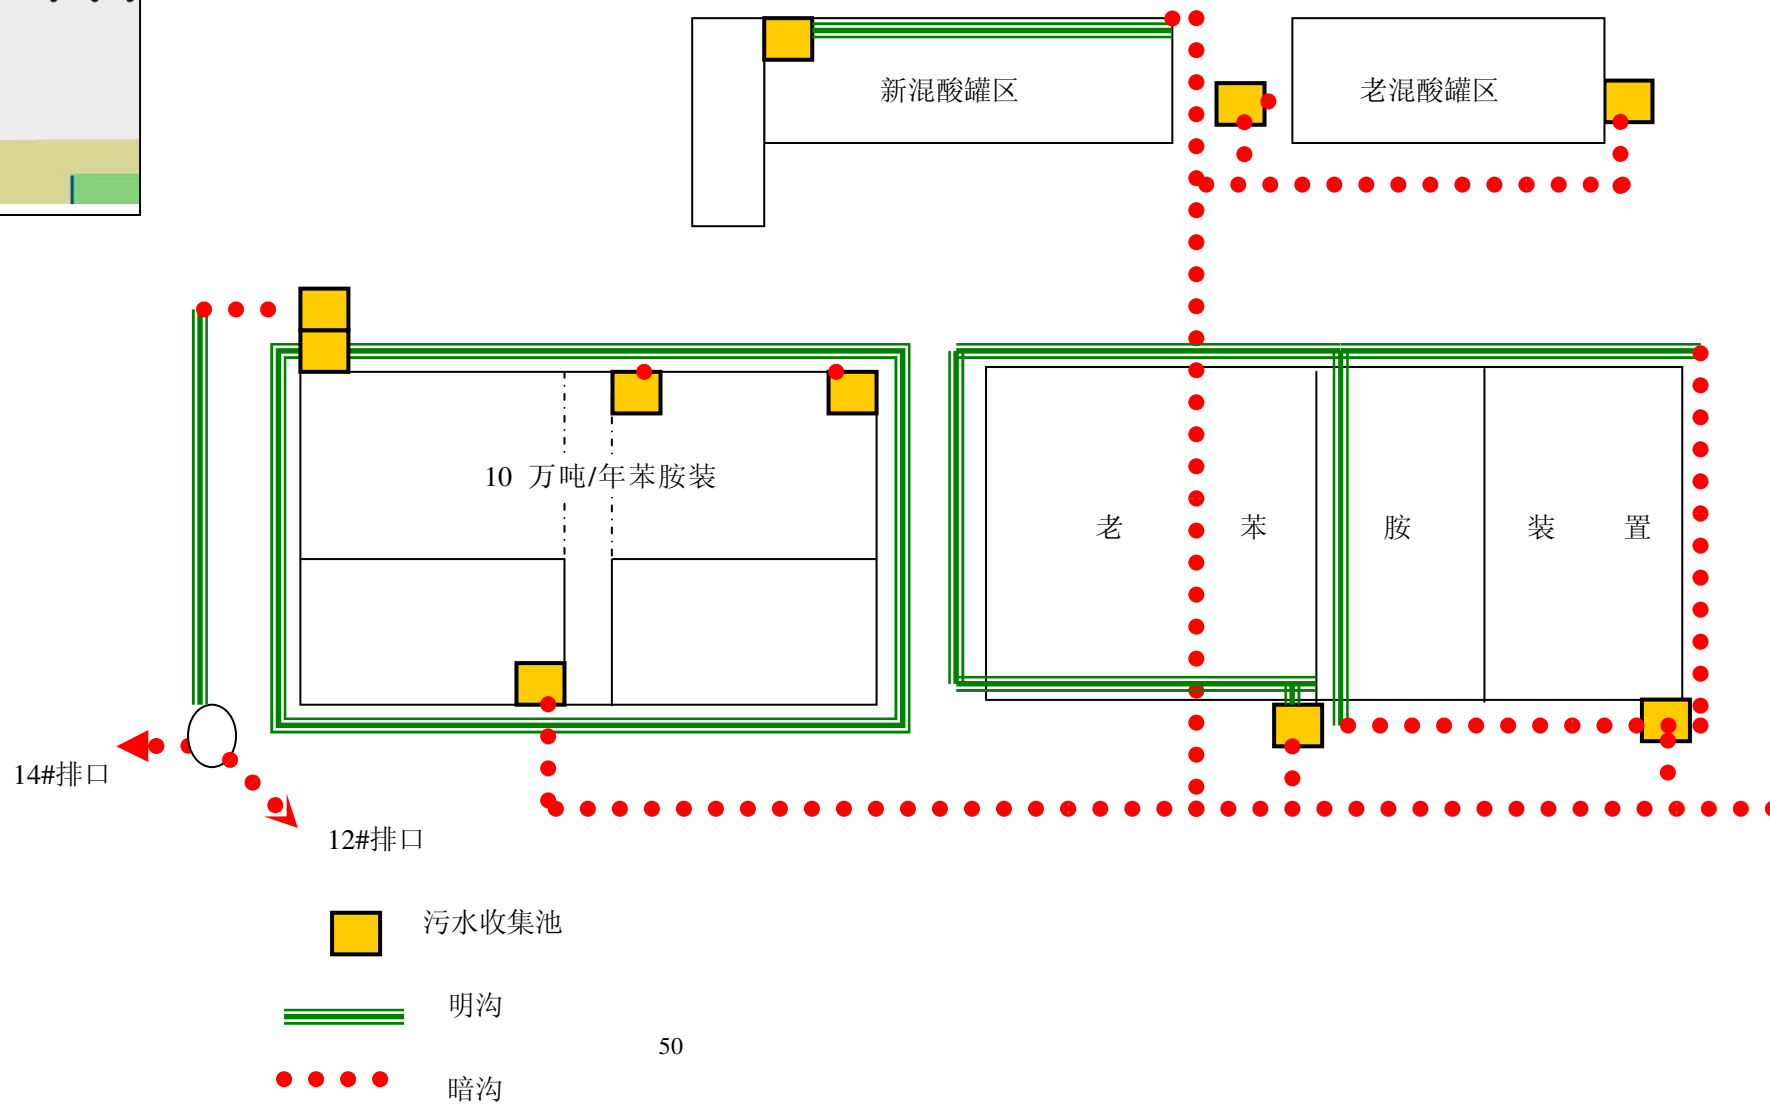 新混酸罐区
老混酸罐区
10 万吨/年苯胺装
老 苯 胺 装 置
14#排口
12#排口
污水收集池
明沟
50
暗沟